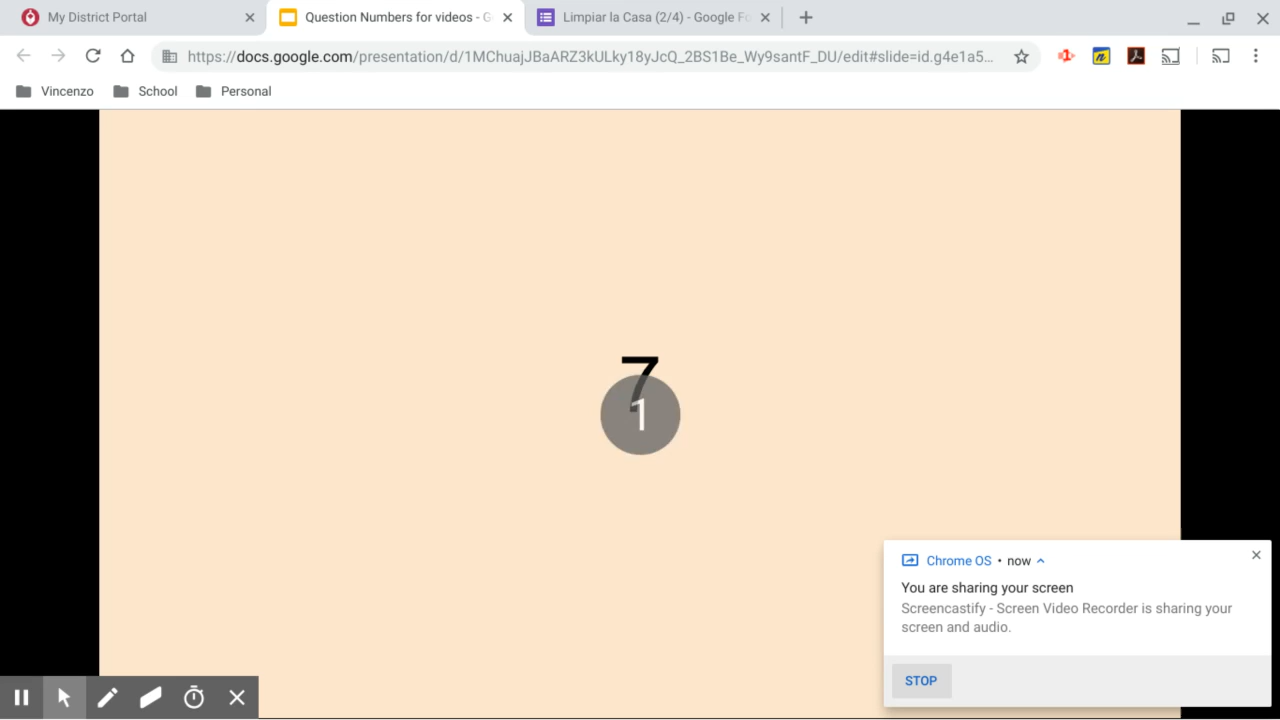 My District Portal
Question Numbers for videos - G
Limpiar la Casa (2/4) - Google Fo
https://docs.google.com/presentation/d/1MChuajJBaARZ3kULky18yJcQ_2BS1Be_Wy9santF_DU/edit#slide=id.g4e1a5...
Vincenzo
School
Personal
7
1
Chrome OS • now
You are sharing your screen
Screencastify - Screen Video Recorder is sharing your
screen and audio.
STOP